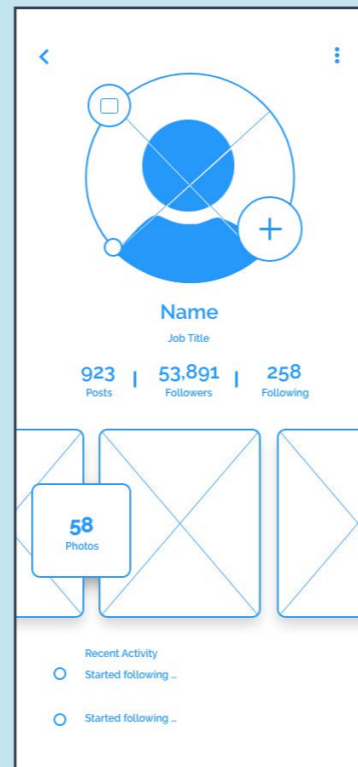 Name
Job Title
923 | 53,891 | 258
Posts Followers Following
58
Photos
Recent Activity
Started following ...
Started following ...